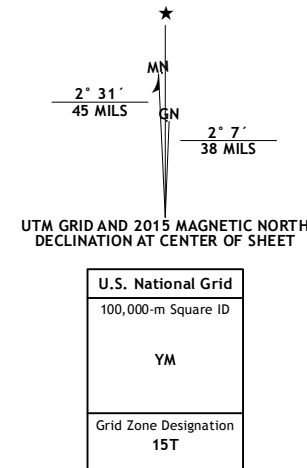 MN
2° 31´
45 MILS
GN
2° 7´
38 MILS
UTM GRID AND 2015 MAGNETIC NORTH
DECLINATION AT CENTER OF SHEET
U.S. National Grid
100,000-m Square ID
YM
Grid Zone Designation
15T